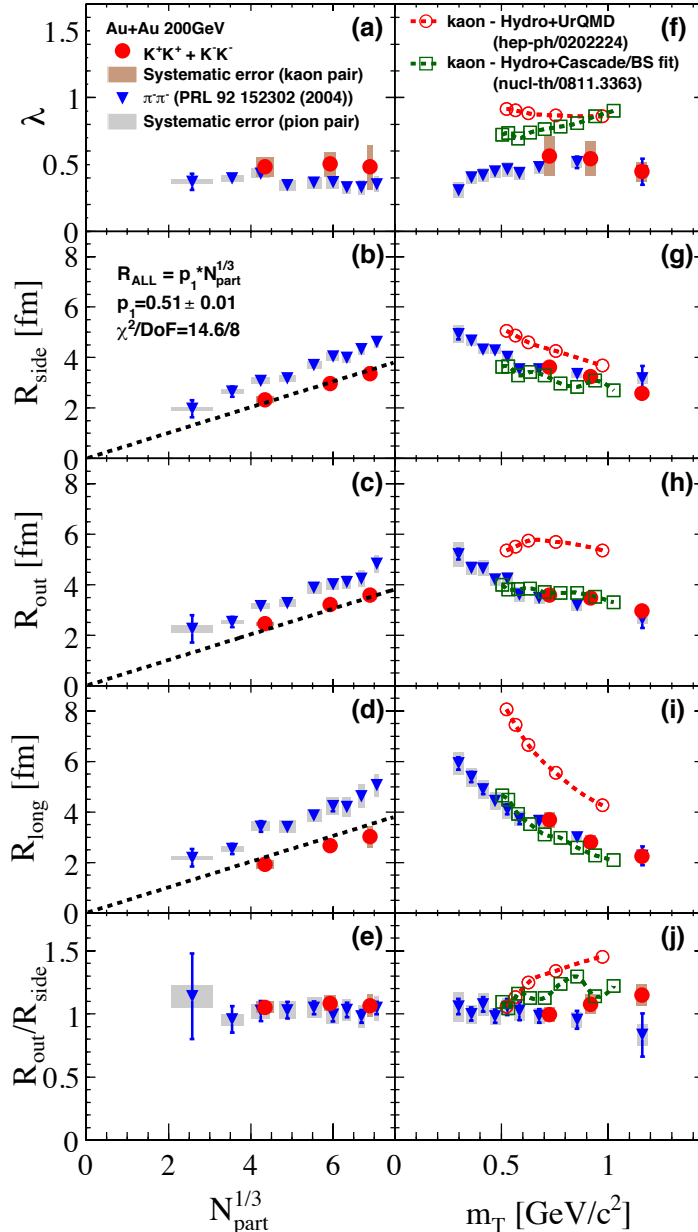 (a)
Au+Au 200GeV
K⁺K⁺ + K⁻K⁻
Systematic error (kaon pair)
π⁻π⁻ (PRL 92 152302 (2004))
Systematic error (pion pair)
1.5
1
0.5
0
λ
(f)
kaon - Hydro+UrQMD
(hep-ph/0202224)
kaon - Hydro+Cascade/BS fit)
(nucl-th/0811.3363)
(b)
R_ALL = p₁*N_part^1/3
p₁=0.51± 0.01
χ²/DoF=14.6/8
8
6
4
2
0
R_side [fm]
(g)
(c)
8
6
4
2
0
R_out [fm]
(h)
(d)
8
6
4
2
0
R_long [fm]
(i)
(e)
1.5
1
0.5
0
R_out/R_side
(j)
0 2 4 6 0.5 1
N_part^1/3
m_T [GeV/c²]